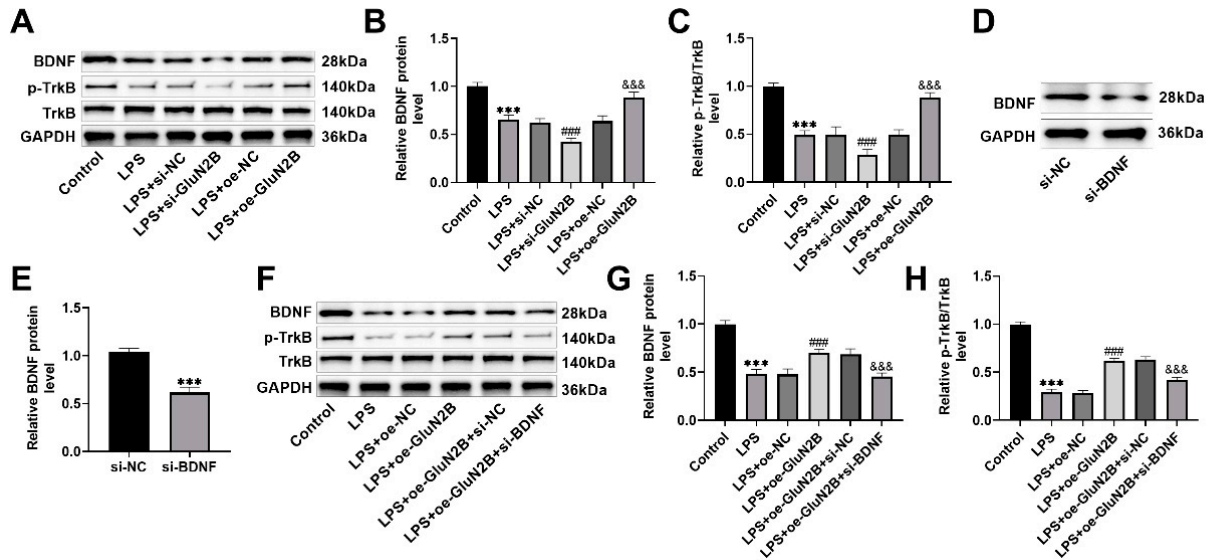 A
BDNF
28kDa
p-TrkB
140kDa
TrkB
140kDa
GAPDH
36kDa
Control
LPS
LPS+si-NC
LPS+si-GluN2B
LPS+oe-NC
LPS+oe-GluN2B
B
Relative BDNF protein
level
1.5
1.0
0.5
0.0
***
###
&&&
Control
LPS
LPS+si-NC
LPS+si-GluN2B
LPS+oe-NC
LPS+oe-GluN2B
C
Relative p-TrkB/TrkB
level
1.5
1.0
0.5
0.0
***
###
&&&
Control
LPS
LPS+si-NC
LPS+si-GluN2B
LPS+oe-NC
LPS+oe-GluN2B
D
BDNF
28kDa
GAPDH
36kDa
si-NC
si-BDNF
E
Relative BDNF protein
level
1.5
1.0
0.5
0.0
***
si-NC
si-BDNF
F
BDNF
28kDa
p-TrkB
140kDa
TrkB
140kDa
GAPDH
36kDa
Control
LPS
LPS+oe-NC
LPS+oe-GluN2B
LPS+oe-GluN2B+si-NC
LPS+oe-GluN2B+si-BDNF
G
Relative BDNF protein
level
1.5
1.0
0.5
0.0
***
###
&&&
Control
LPS
LPS+oe-NC
LPS+oe-GluN2B
LPS+oe-GluN2B+si-NC
LPS+oe-GluN2B+si-BDNF
H
Relative p-TrkB/TrkB
level
1.5
1.0
0.5
0.0
***
###
&&&
Control
LPS
LPS+oe-NC
LPS+oe-GluN2B
LPS+oe-GluN2B+si-NC
LPS+oe-GluN2B+si-BDNF